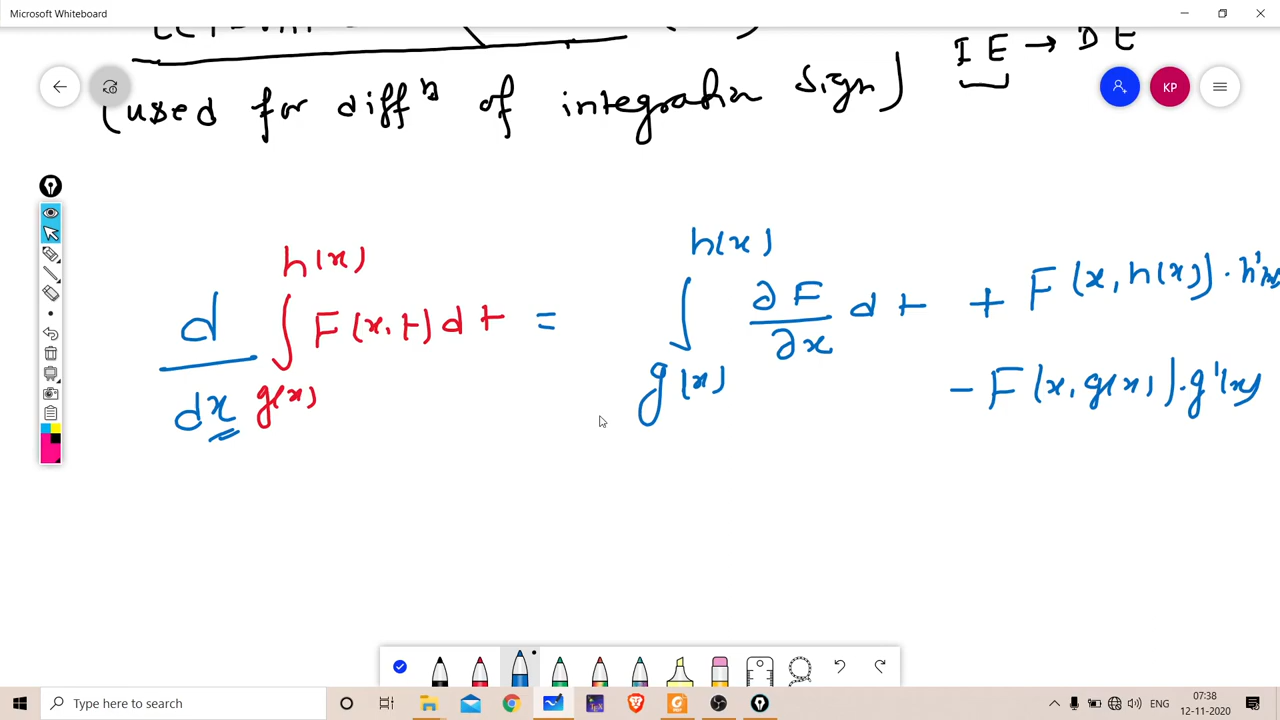 Microsoft Whiteboard
I E → D E
(used for diffⁿ of integration sign)
KP
d/dx ∫_{g(x)}^{h(x)} F(x,t) dt = ∫_{g(x)}^{h(x)} ∂F/∂x dt + F(x, h(x)) · h'(x)
- F(x, g(x)) · g'(x)
Type here to search
ENG
07:38
12-11-2020